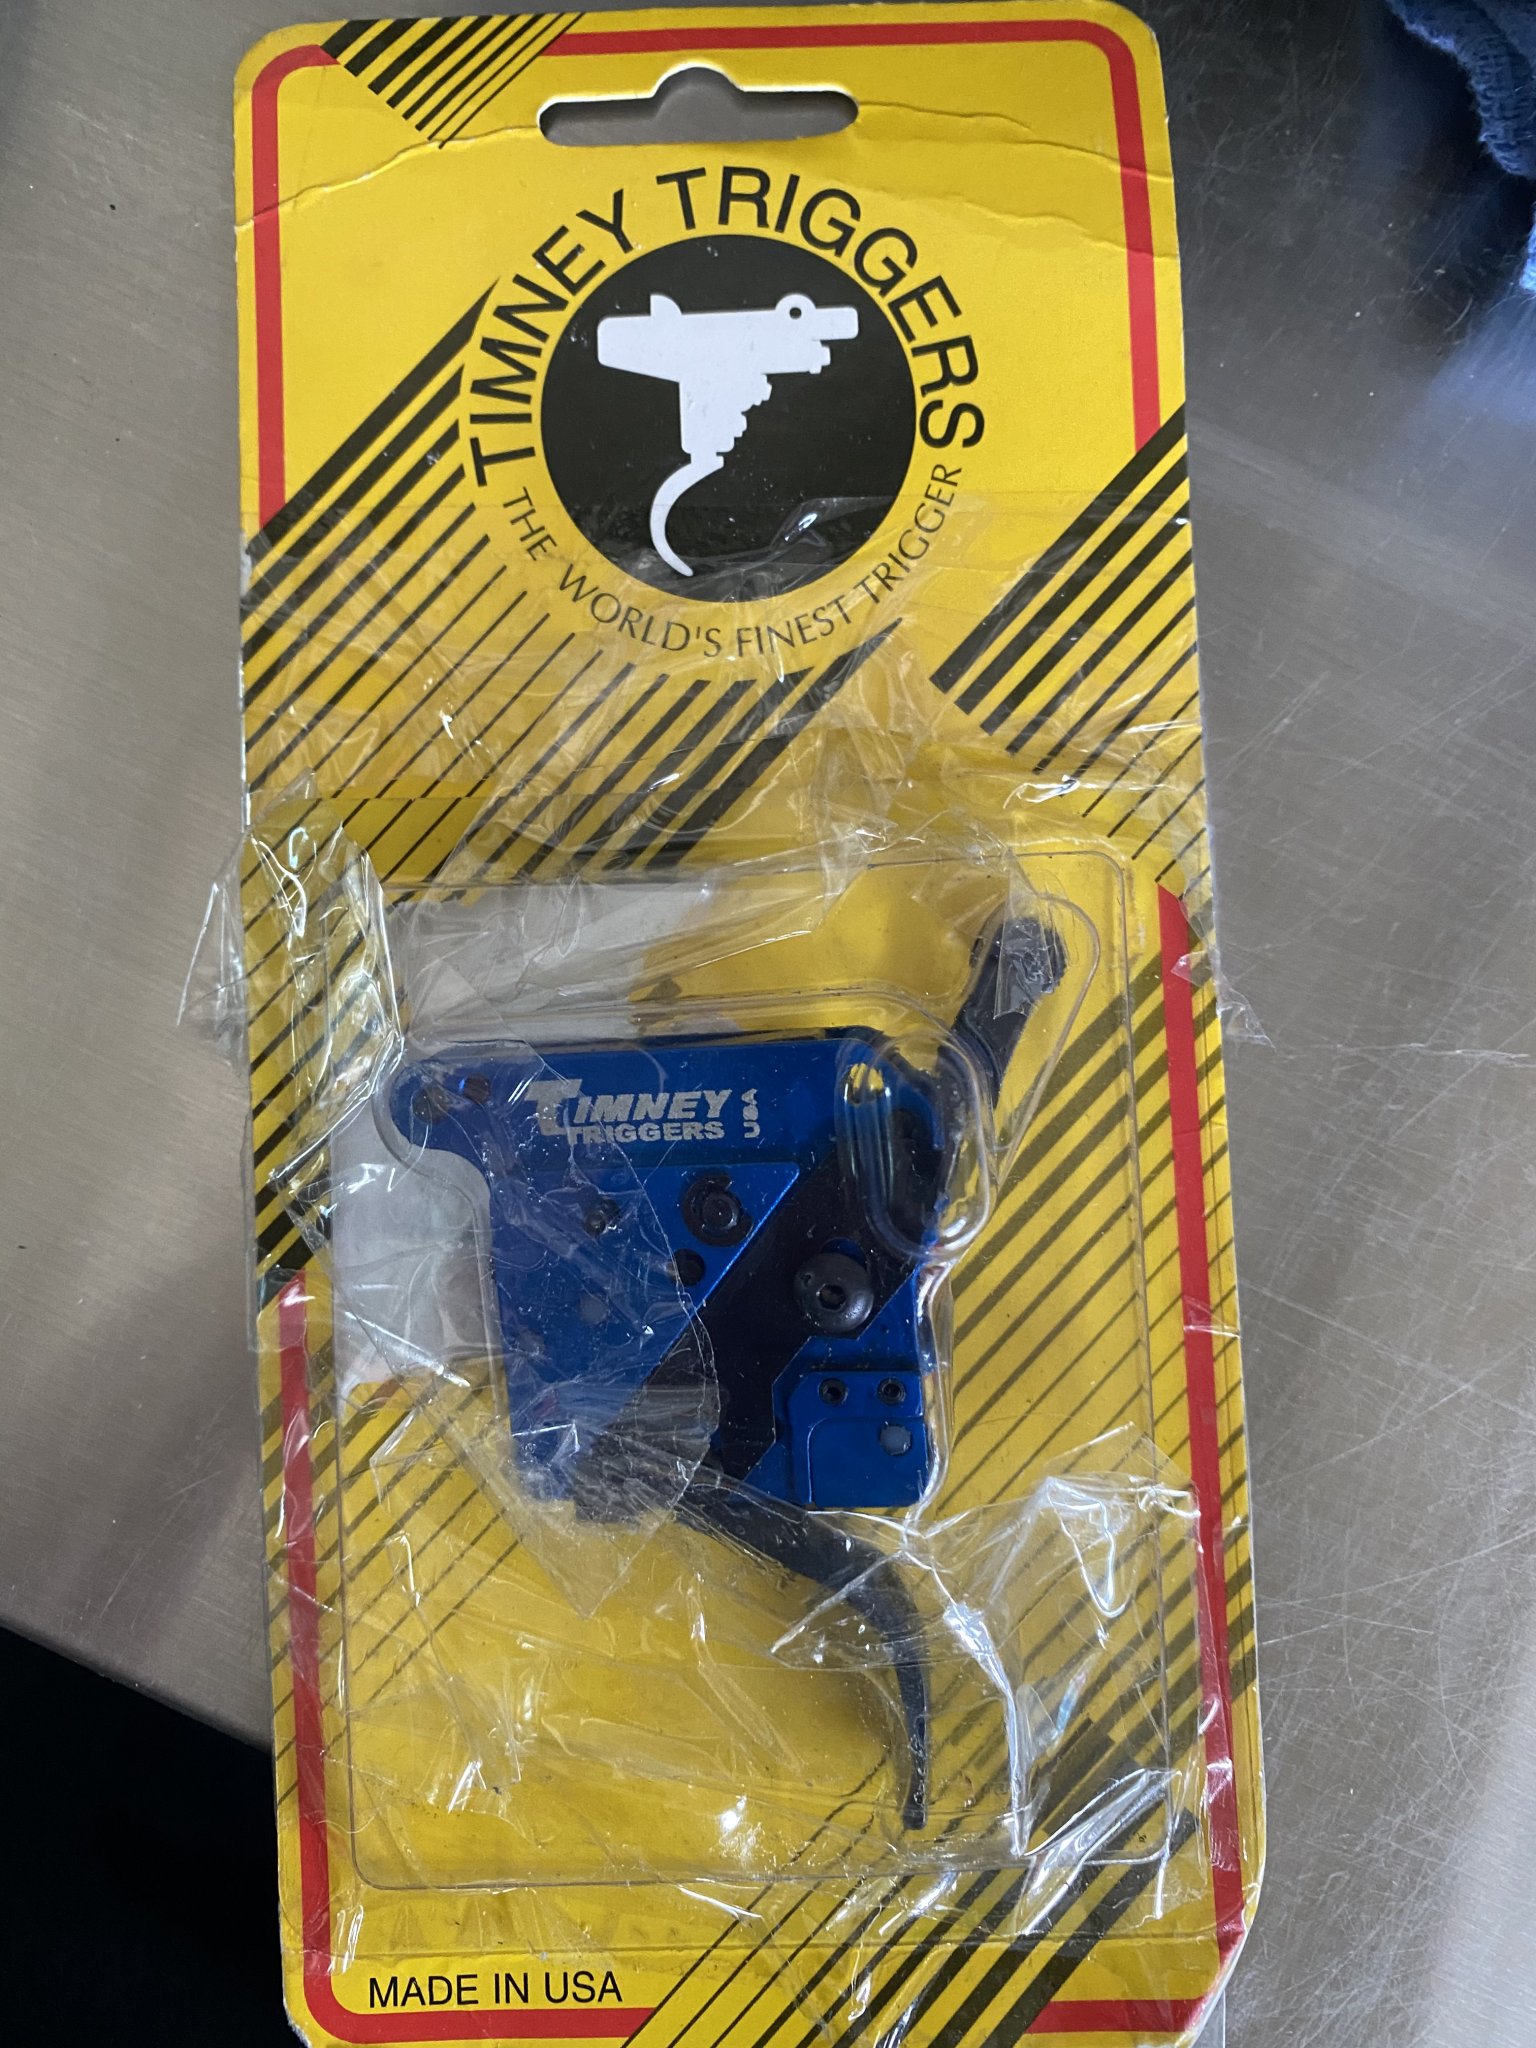 TIMNEY TRIGGERS
THE WORLD'S FINEST TRIGGER
TIMNEY
TRIGGERS
USA
MADE IN USA